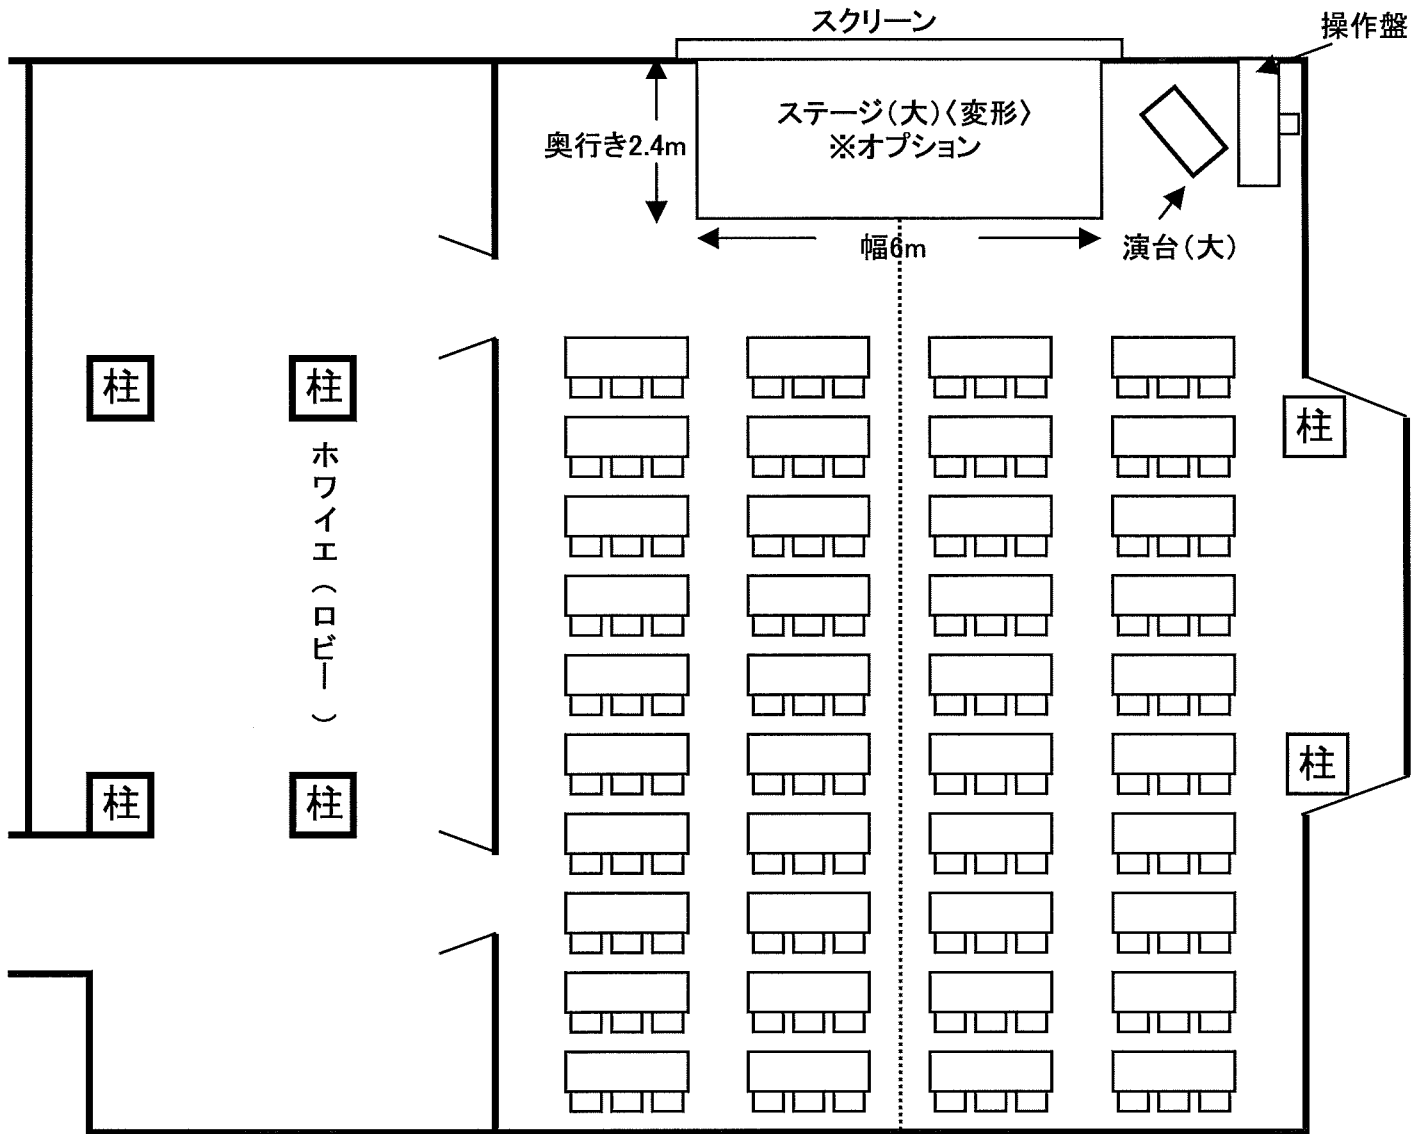 スクリーン
操作盤
ステージ(大)〈変形〉
※オプション
奥行き2.4m
幅6m
演台(大)
柱
柱
柱
ホワイエ(ロビー)
柱
柱
柱